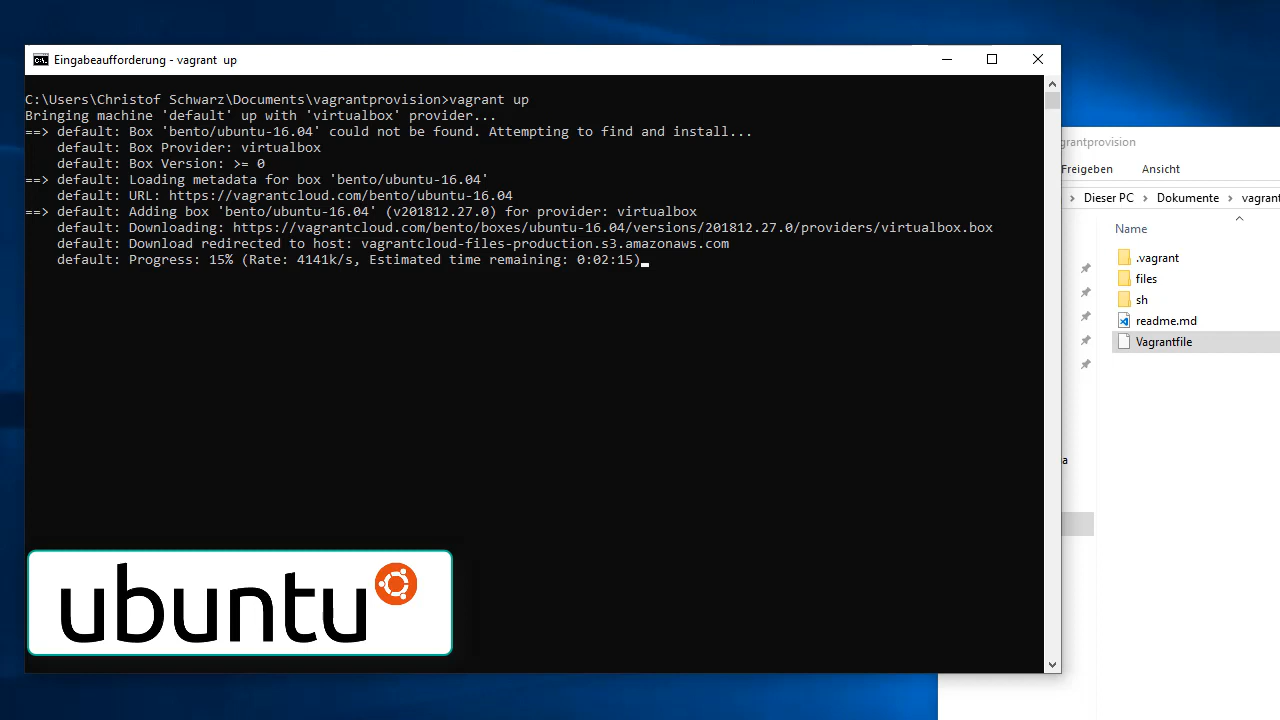 Eingabeaufforderung - vagrant  up
C:\Users\Christof Schwarz\Documents\vagrantprovision>vagrant up
Bringing machine 'default' up with 'virtualbox' provider...
==> default: Box 'bento/ubuntu-16.04' could not be found. Attempting to find and install...
    default: Box Provider: virtualbox
    default: Box Version: >= 0
==> default: Loading metadata for box 'bento/ubuntu-16.04'
    default: URL: https://vagrantcloud.com/bento/ubuntu-16.04
==> default: Adding box 'bento/ubuntu-16.04' (v201812.27.0) for provider: virtualbox
    default: Downloading: https://vagrantcloud.com/bento/boxes/ubuntu-16.04/versions/201812.27.0/providers/virtualbox.box
    default: Download redirected to host: vagrantcloud-files-production.s3.amazonaws.com
    default: Progress: 15% (Rate: 4141k/s, Estimated time remaining: 0:02:15)
ubuntu
grantprovision
Freigeben Ansicht
Dieser PC > Dokumente > vagrant
Name
.vagrant
files
sh
readme.md
Vagrantfile
a